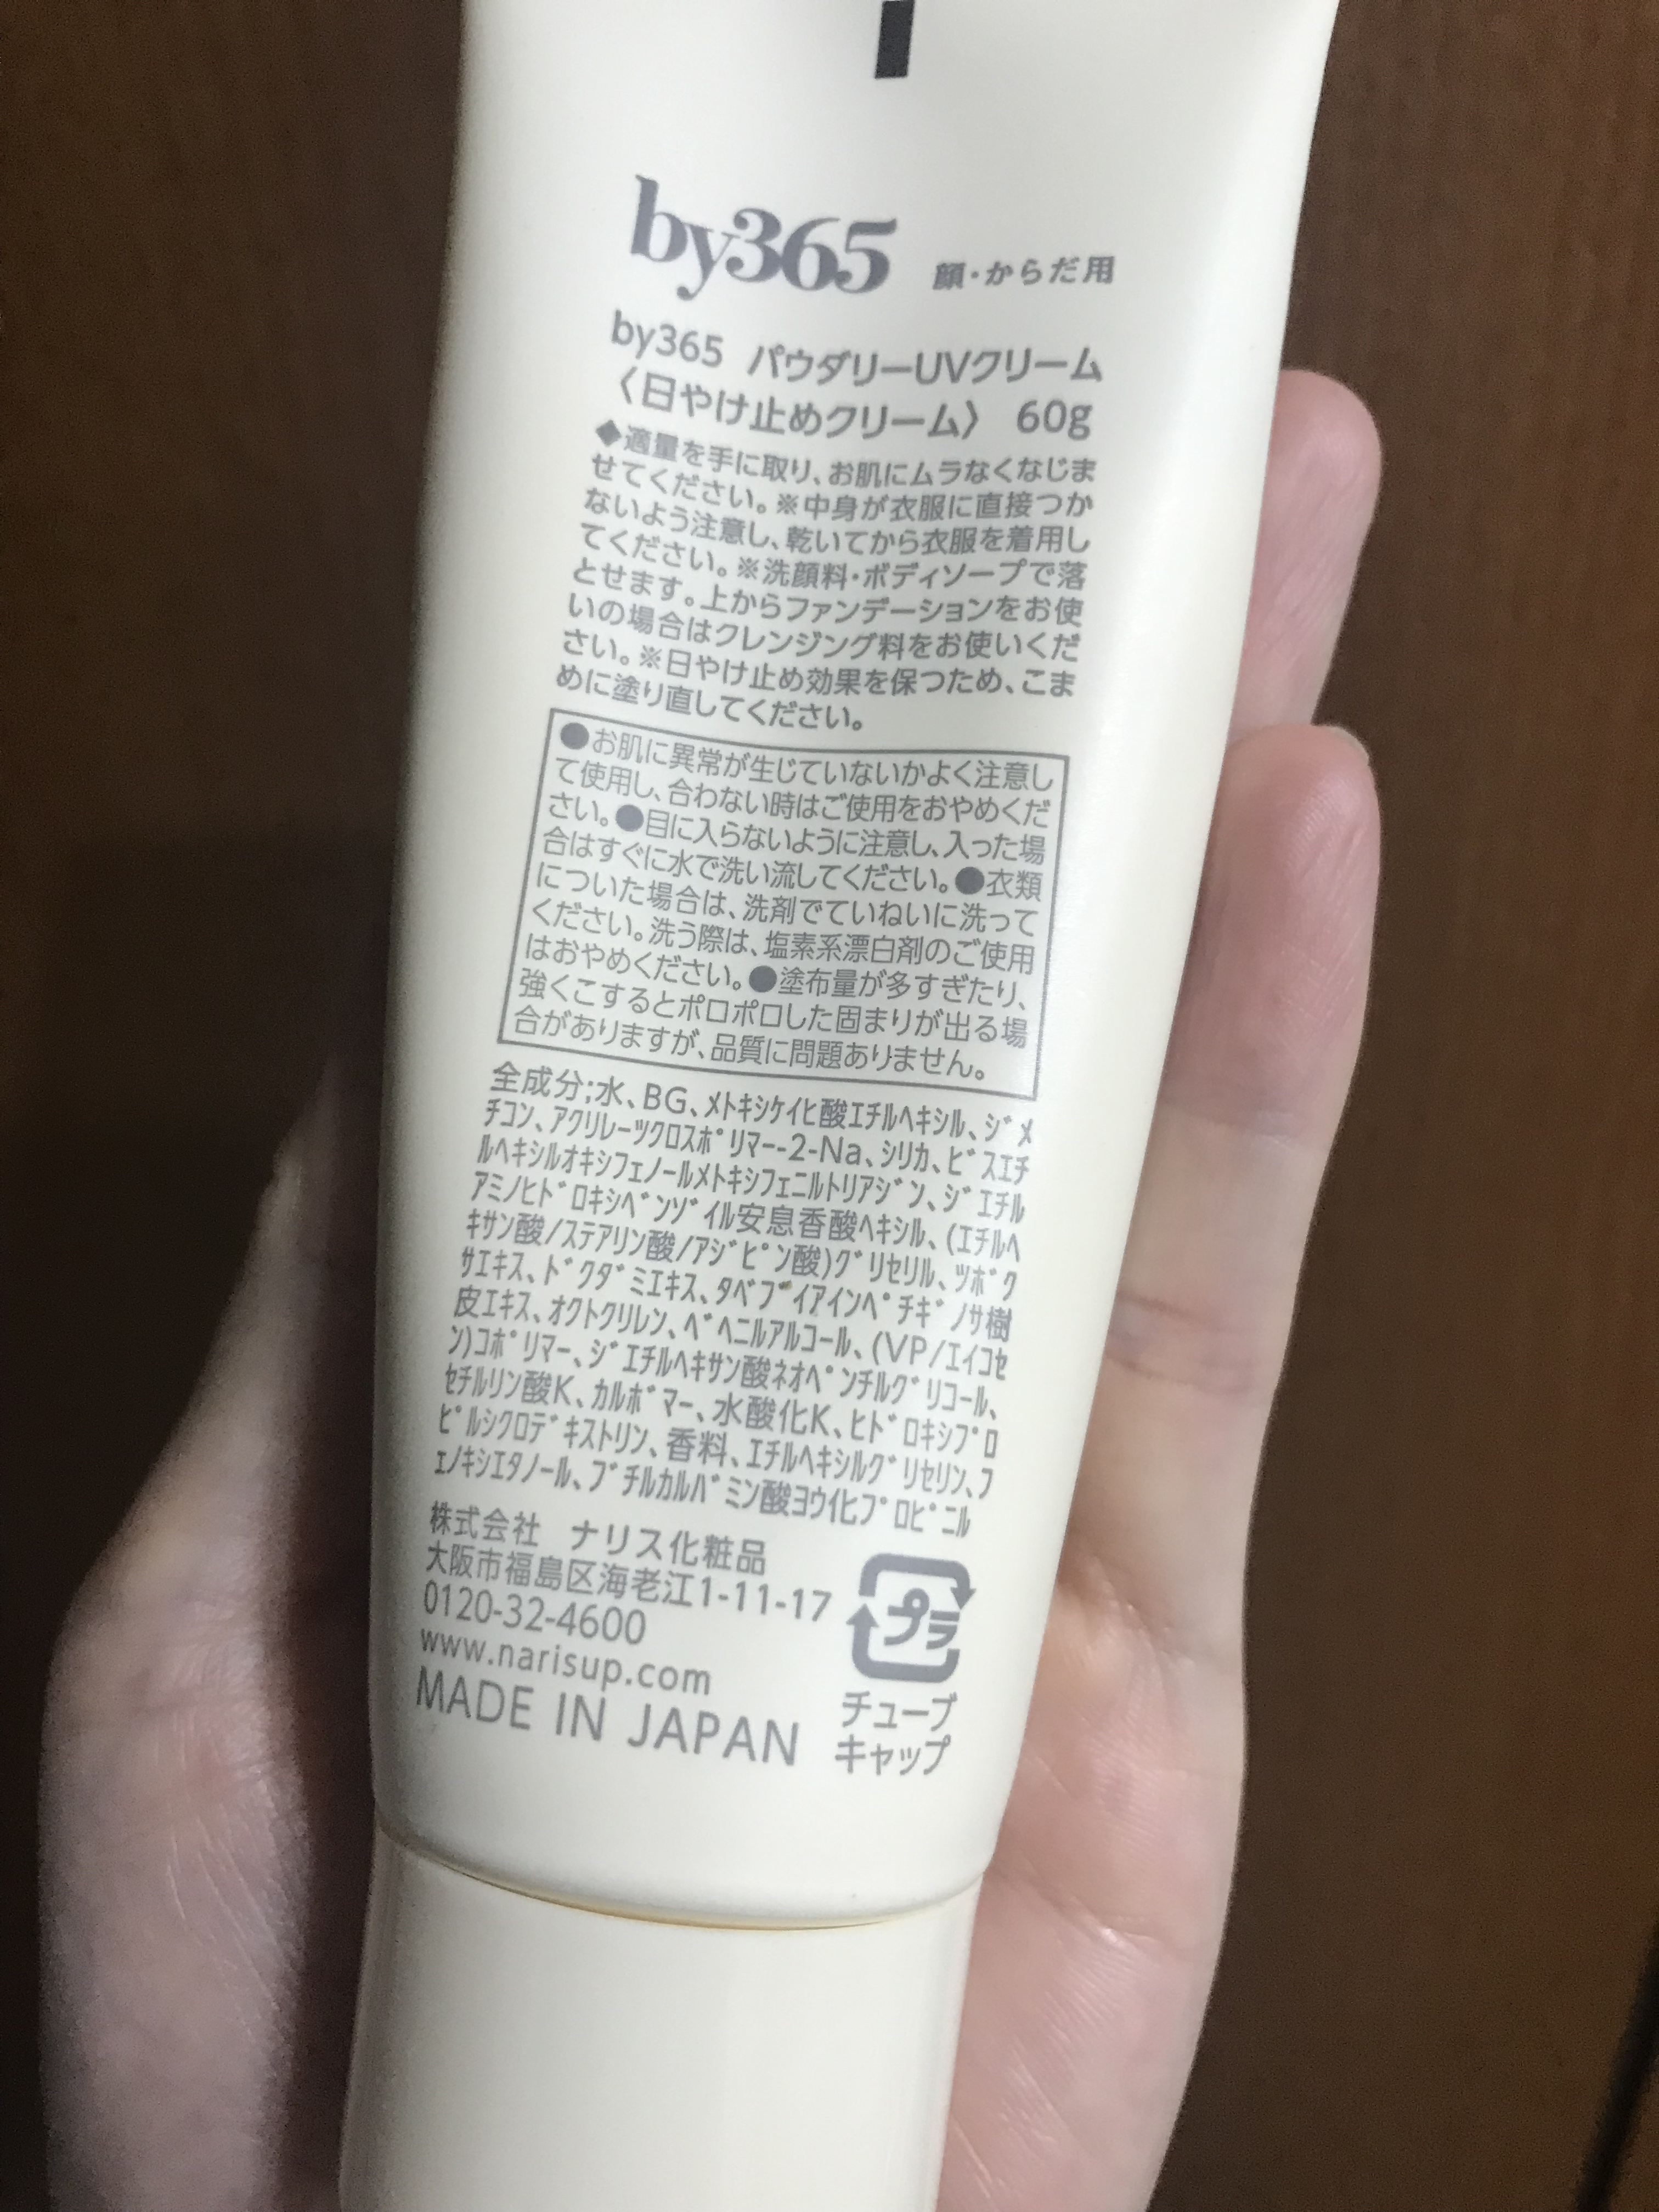 by365 顔・からだ用
by365 パウダリーUVクリーム
〈日やけ止めクリーム〉 60g
◆適量を手に取り、お肌にムラなくなじま
せてください。※中身が衣服に直接つか
ないよう注意し、乾いてから衣服を着用し
てください。※洗顔料・ボディソープで落
とせます。上からファンデーションをお使
いの場合はクレンジング料をお使いくだ
さい。※日やけ止め効果を保つため、こま
めに塗り直してください。
●お肌に異常が生じていないかよく注意し
て使用し、合わない時はご使用をおやめくだ
さい。●目に入らないように注意し、入った場
合はすぐに水で洗い流してください。●衣類
についた場合は、洗剤でていねいに洗って
ください。洗う際は、塩素系漂白剤のご使用
はおやめください。●塗布量が多すぎたり、
強くこするとポロポロした固まりが出る場
合がありますが、品質に問題ありません。
全成分;水、BG、ﾒﾄｷｼｹｲﾋ酸ｴﾁﾙﾍｷｼﾙ、ｼﾞﾒ
ﾁｺﾝ、ｱｸﾘﾚｰﾂｸﾛｽﾎﾟﾘﾏｰ-2-Na、ｼﾘｶ、ﾋﾞｽｴﾁ
ﾙﾍｷｼﾙｵｷｼﾌｪﾉｰﾙﾒﾄｷｼﾌｪﾆﾙﾄﾘｱｼﾞﾝ、ｼﾞｴﾁﾙ
ｱﾐﾉﾋﾄﾞﾛｷｼﾍﾞﾝｿﾞｲﾙ安息香酸ﾍｷｼﾙ、(ｴﾁﾙﾍ
ｷｻﾝ酸/ｽﾃｱﾘﾝ酸/ｱｼﾞﾋﾟﾝ酸)ｸﾞﾘｾﾘﾙ、ﾂﾎﾞｸ
ｻｴｷｽ、ﾄﾞｸﾀﾞﾐｴｷｽ、ﾀﾍﾞﾌﾞｲｱｲﾝﾍﾟﾁｷﾞﾉｻ樹
皮ｴｷｽ、ｵｸﾄｸﾘﾚﾝ、ﾍﾞﾍﾆﾙｱﾙｺｰﾙ、(VP/ｴｲｺｾ
ﾝ)ｺﾎﾟﾘﾏｰ、ｼﾞｴﾁﾙﾍｷｻﾝ酸ﾈｵﾍﾟﾝﾁﾙｸﾞﾘｺｰﾙ、
ｾﾁﾙﾘﾝ酸K、ｶﾙﾎﾞﾏｰ、水酸化K、ﾋﾄﾞﾛｷｼﾌﾟﾛ
ﾋﾟﾙｼｸﾛﾃﾞｷｽﾄﾘﾝ、香料、ｴﾁﾙﾍｷｼﾙｸﾞﾘｾﾘﾝ、ﾌ
ｪﾉｷｼｴﾀﾉｰﾙ、ﾌﾞﾁﾙｶﾙﾊﾞﾐﾝ酸ﾖｳ化ﾌﾟﾛﾋﾟﾆﾙ
株式会社 ナリス化粧品
大阪市福島区海老江1-11-17
0120-32-4600
www.narisup.com
MADE IN JAPAN
プラ
チューブ
キャップ